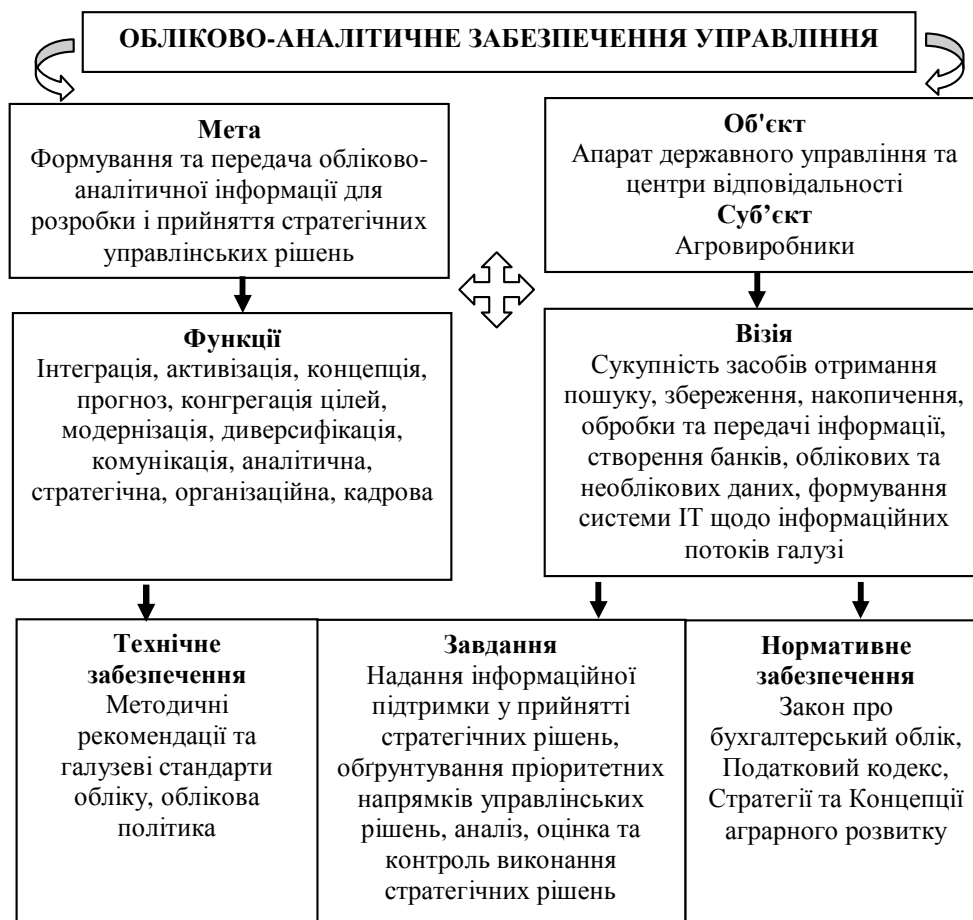 ОБЛІКОВО-АНАЛІТИЧНЕ ЗАБЕЗПЕЧЕННЯ УПРАВЛІННЯ
Мета
Формування та передача обліково-
аналітичної інформації для
розробки і прийняття стратегічних
управлінських рішень
Об'єкт
Апарат державного управління та
центри відповідальності
Суб’єкт
Агровиробники
Функції
Інтеграція, активізація, концепція,
прогноз, конгрегація цілей,
модернізація, диверсифікація,
комунікація, аналітична,
стратегічна, організаційна, кадрова
Візія
Сукупність засобів отримання
пошуку, збереження, накопичення,
обробки та передачі інформації,
створення банків, облікових та
необлікових даних, формування
системи ІТ щодо інформаційних
потоків галузі
Технічне
забезпечення
Методичні
рекомендації та
галузеві стандарти
обліку, облікова
політика
Завдання
Надання інформаційної
підтримки у прийнятті
стратегічних рішень,
обґрунтування пріоритетних
напрямків управлінських
рішень, аналіз, оцінка та
контроль виконання
стратегічних рішень
Нормативне
забезпечення
Закон про
бухгалтерський облік,
Податковий кодекс,
Стратегії та Концепції
аграрного розвитку